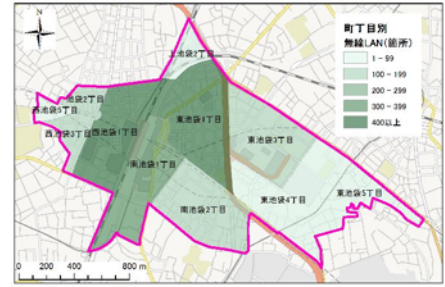 N
町丁目別
無線LAN(箇所)
1 - 99
100 - 199
200 - 299
300 - 399
400以上
上池袋2丁目
池袋2丁目
西池袋5丁目
西池袋3丁目
西池袋1丁目
東池袋1丁目
東池袋3丁目
南池袋1丁目
南池袋2丁目
東池袋4丁目
東池袋5丁目
0 200 400 800 m